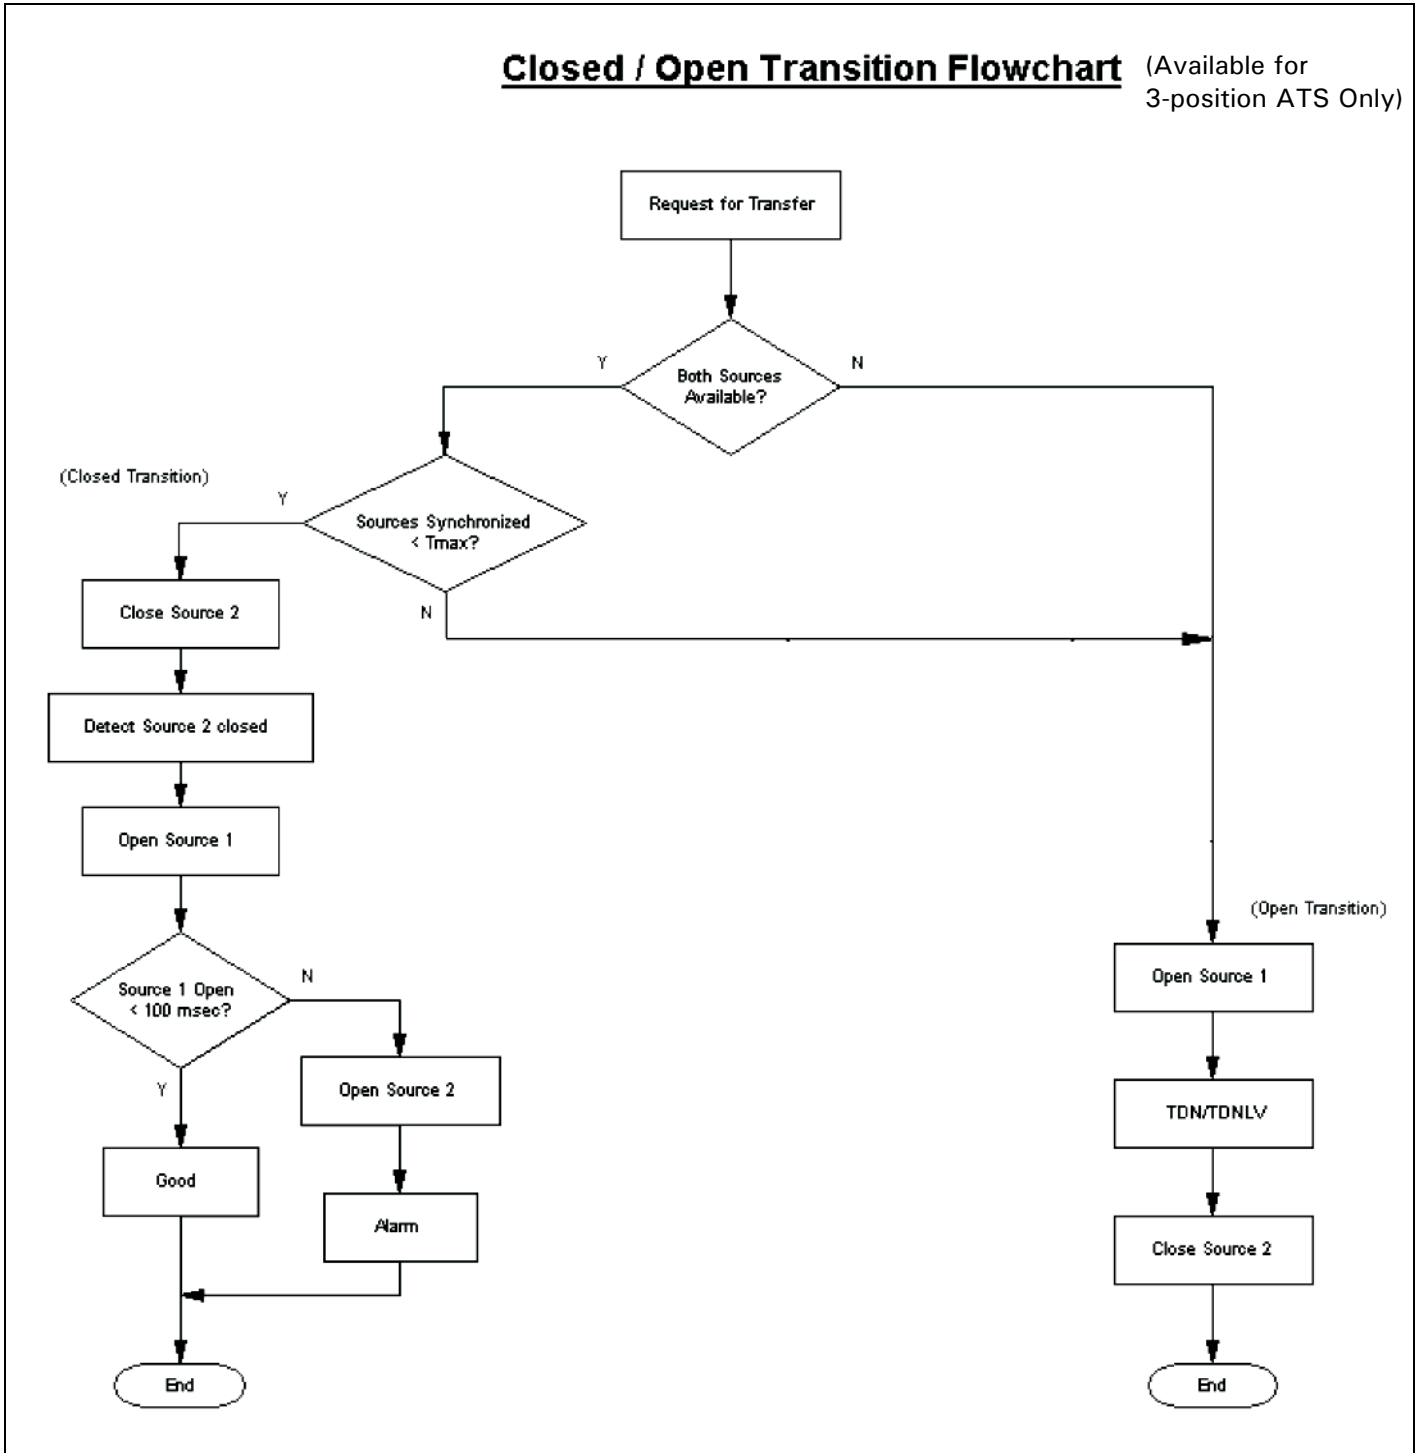 Closed / Open Transition Flowchart
(Available for
3-position ATS Only)
Request for Transfer
Both Sources
Available?
Y
N
(Closed Transition)
Y
Sources Synchronized
< Tmax?
N
Close Source 2
Detect Source 2 closed
Open Source 1
Source 1 Open
< 100 msec?
N
Y
Open Source 2
Good
Alarm
End
(Open Transition)
Open Source 1
TDN/TDNLV
Close Source 2
End